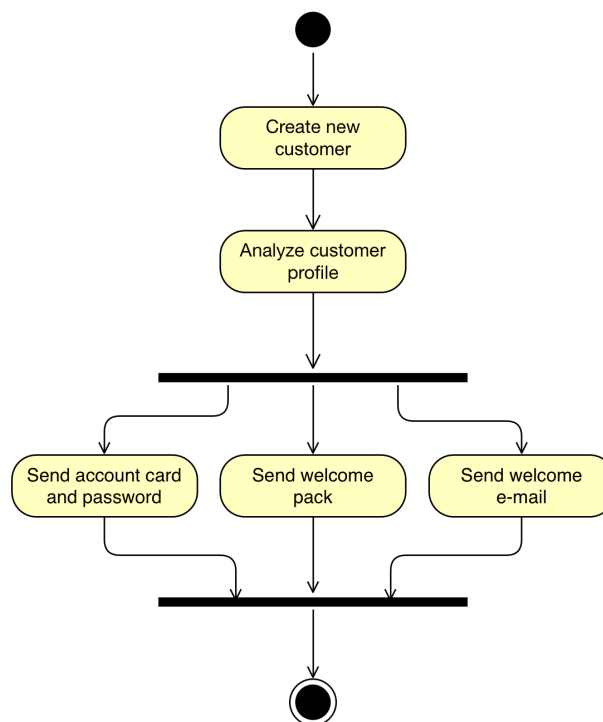 Create new
customer
Analyze customer
profile
Send account card
and password
Send welcome
pack
Send welcome
e-mail